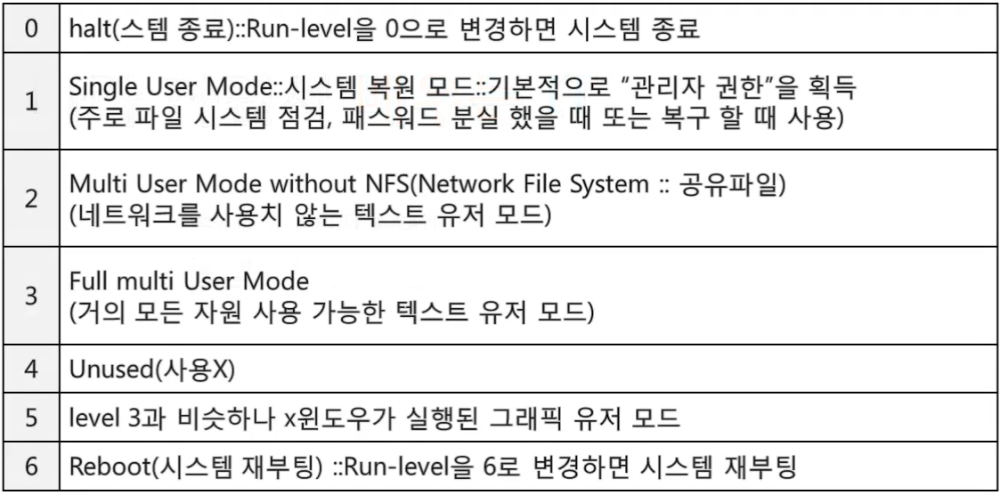 0 halt(스템 종료)::Run-level을 0으로 변경하면 시스템 종료
1 Single User Mode::시스템 복원 모드::기본적으로 “관리자 권한”을 획득
(주로 파일 시스템 점검, 패스워드 분실 했을 때 또는 복구 할 때 사용)
2 Multi User Mode without NFS(Network File System :: 공유파일)
(네트워크를 사용치 않는 텍스트 유저 모드)
3 Full multi User Mode
(거의 모든 자원 사용 가능한 텍스트 유저 모드)
4 Unused(사용X)
5 level 3과 비슷하나 x윈도우가 실행된 그래픽 유저 모드
6 Reboot(시스템 재부팅) ::Run-level을 6로 변경하면 시스템 재부팅